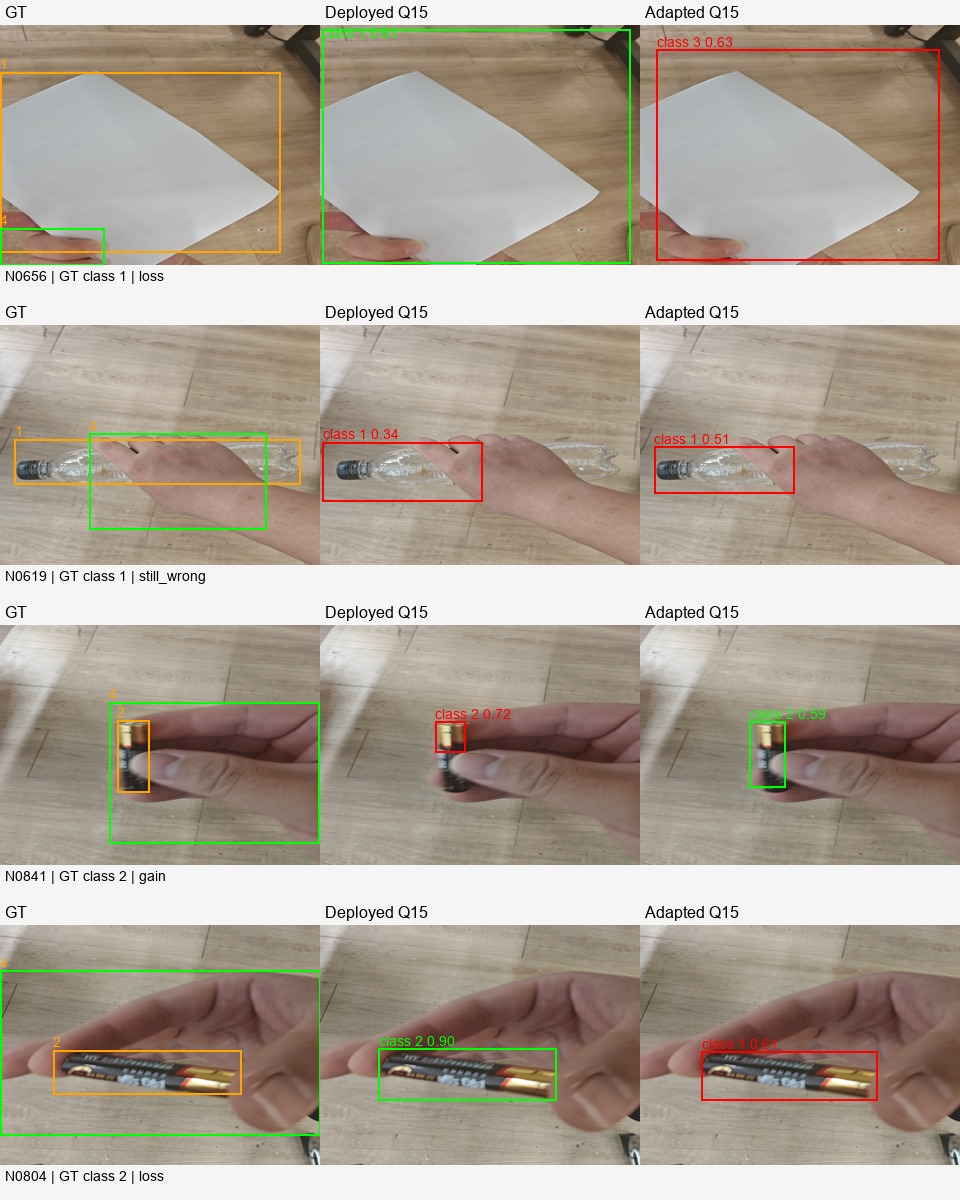 GT Deployed Q15 Adapted Q15
1
class 3 0.63
4
N0656 | GT class 1 | loss
GT Deployed Q15 Adapted Q15
1
class 1 0.34
class 1 0.51
N0619 | GT class 1 | still_wrong
GT Deployed Q15 Adapted Q15
4
2
class 2 0.72
class 2 0.59
N0841 | GT class 2 | gain
GT Deployed Q15 Adapted Q15
2
class 2 0.90
class 1 0.61
N0804 | GT class 2 | loss